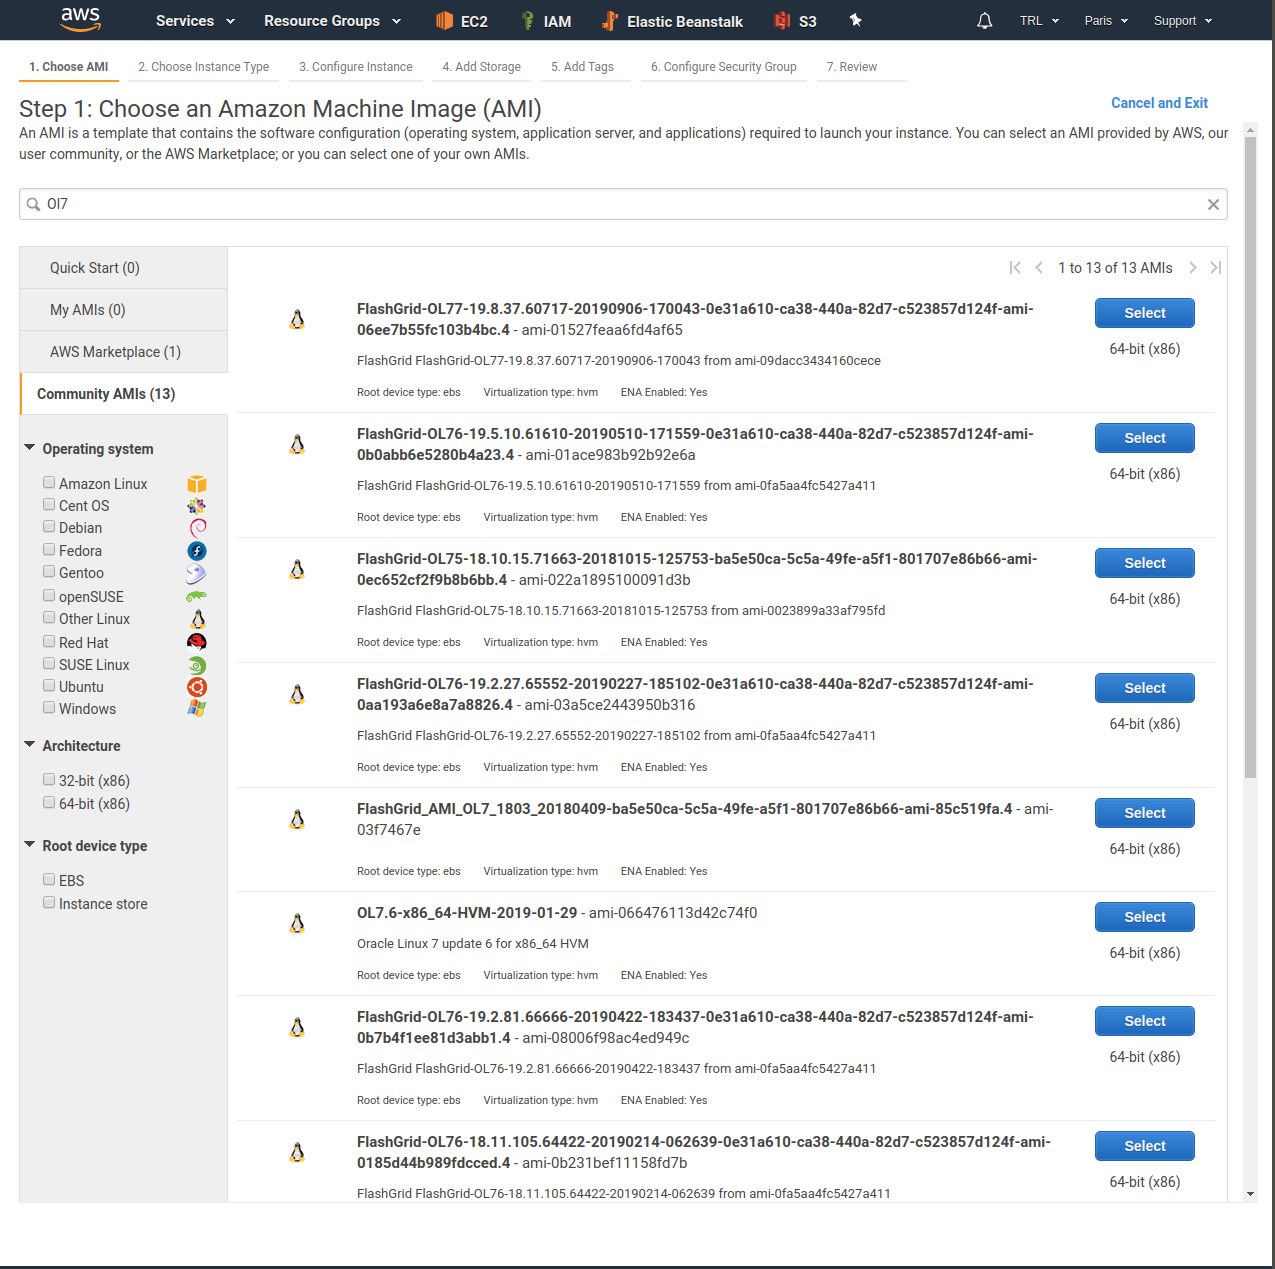 aws Services Resource Groups EC2 IAM Elastic Beanstalk S3 TRL Paris Support
1. Choose AMI 2. Choose Instance Type 3. Configure Instance 4. Add Storage 5. Add Tags 6. Configure Security Group 7. Review
Step 1: Choose an Amazon Machine Image (AMI)
Cancel and Exit
An AMI is a template that contains the software configuration (operating system, application server, and applications) required to launch your instance. You can select an AMI provided by AWS, our
user community, or the AWS Marketplace; or you can select one of your own AMIs.
Ol7
Quick Start (0)
My AMIs (0)
AWS Marketplace (1)
Community AMIs (13)
Operating system
Amazon Linux
Cent OS
Debian
Fedora
Gentoo
openSUSE
Other Linux
Red Hat
SUSE Linux
Ubuntu
Windows
Architecture
32-bit (x86)
64-bit (x86)
Root device type
EBS
Instance store
1 to 13 of 13 AMIs
FlashGrid-OL77-19.8.37.60717-20190906-170043-0e31a610-ca38-440a-82d7-c523857d124f-ami-
06ee7b55fc103b4bc.4 - ami-01527feaa6fd4af65
FlashGrid FlashGrid-OL77-19.8.37.60717-20190906-170043 from ami-09dacc3434160cece
Root device type: ebs Virtualization type: hvm ENA Enabled: Yes
Select
64-bit (x86)
FlashGrid-OL76-19.5.10.61610-20190510-171559-0e31a610-ca38-440a-82d7-c523857d124f-ami-
0b0abb6e5280b4a23.4 - ami-01ace983b92b92e6a
FlashGrid FlashGrid-OL76-19.5.10.61610-20190510-171559 from ami-0fa5aa4fc5427a411
Root device type: ebs Virtualization type: hvm ENA Enabled: Yes
Select
64-bit (x86)
FlashGrid-OL75-18.10.15.71663-20181015-125753-ba5e50ca-5c5a-49fe-a5f1-801707e86b66-ami-
0ec652cf2f9b8b6bb.4 - ami-022a1895100091d3b
FlashGrid FlashGrid-OL75-18.10.15.71663-20181015-125753 from ami-0023899a33af795fd
Root device type: ebs Virtualization type: hvm ENA Enabled: Yes
Select
64-bit (x86)
FlashGrid-OL76-19.2.27.65552-20190227-185102-0e31a610-ca38-440a-82d7-c523857d124f-ami-
0aa193a6e8a7a8826.4 - ami-03a5ce2443950b316
FlashGrid FlashGrid-OL76-19.2.27.65552-20190227-185102 from ami-0fa5aa4fc5427a411
Root device type: ebs Virtualization type: hvm ENA Enabled: Yes
Select
64-bit (x86)
FlashGrid_AMI_OL7_1803_20180409-ba5e50ca-5c5a-49fe-a5f1-801707e86b66-ami-85c519fa.4 - ami-
03f7467e
Root device type: ebs Virtualization type: hvm ENA Enabled: Yes
Select
64-bit (x86)
OL7.6-x86_64-HVM-2019-01-29 - ami-066476113d42c74f0
Oracle Linux 7 update 6 for x86_64 HVM
Root device type: ebs Virtualization type: hvm ENA Enabled: Yes
Select
64-bit (x86)
FlashGrid-OL76-19.2.81.66666-20190422-183437-0e31a610-ca38-440a-82d7-c523857d124f-ami-
0b7b4f1ee81d3abb1.4 - ami-08006f98ac4ed949c
FlashGrid FlashGrid-OL76-19.2.81.66666-20190422-183437 from ami-0fa5aa4fc5427a411
Root device type: ebs Virtualization type: hvm ENA Enabled: Yes
Select
64-bit (x86)
FlashGrid-OL76-18.11.105.64422-20190214-062639-0e31a610-ca38-440a-82d7-c523857d124f-ami-
0185d44b989fdcced.4 - ami-0b231bef11158fd7b
FlashGrid FlashGrid-OL76-18.11.105.64422-20190214-062639 from ami-0fa5aa4fc5427a411
Select
64-bit (x86)